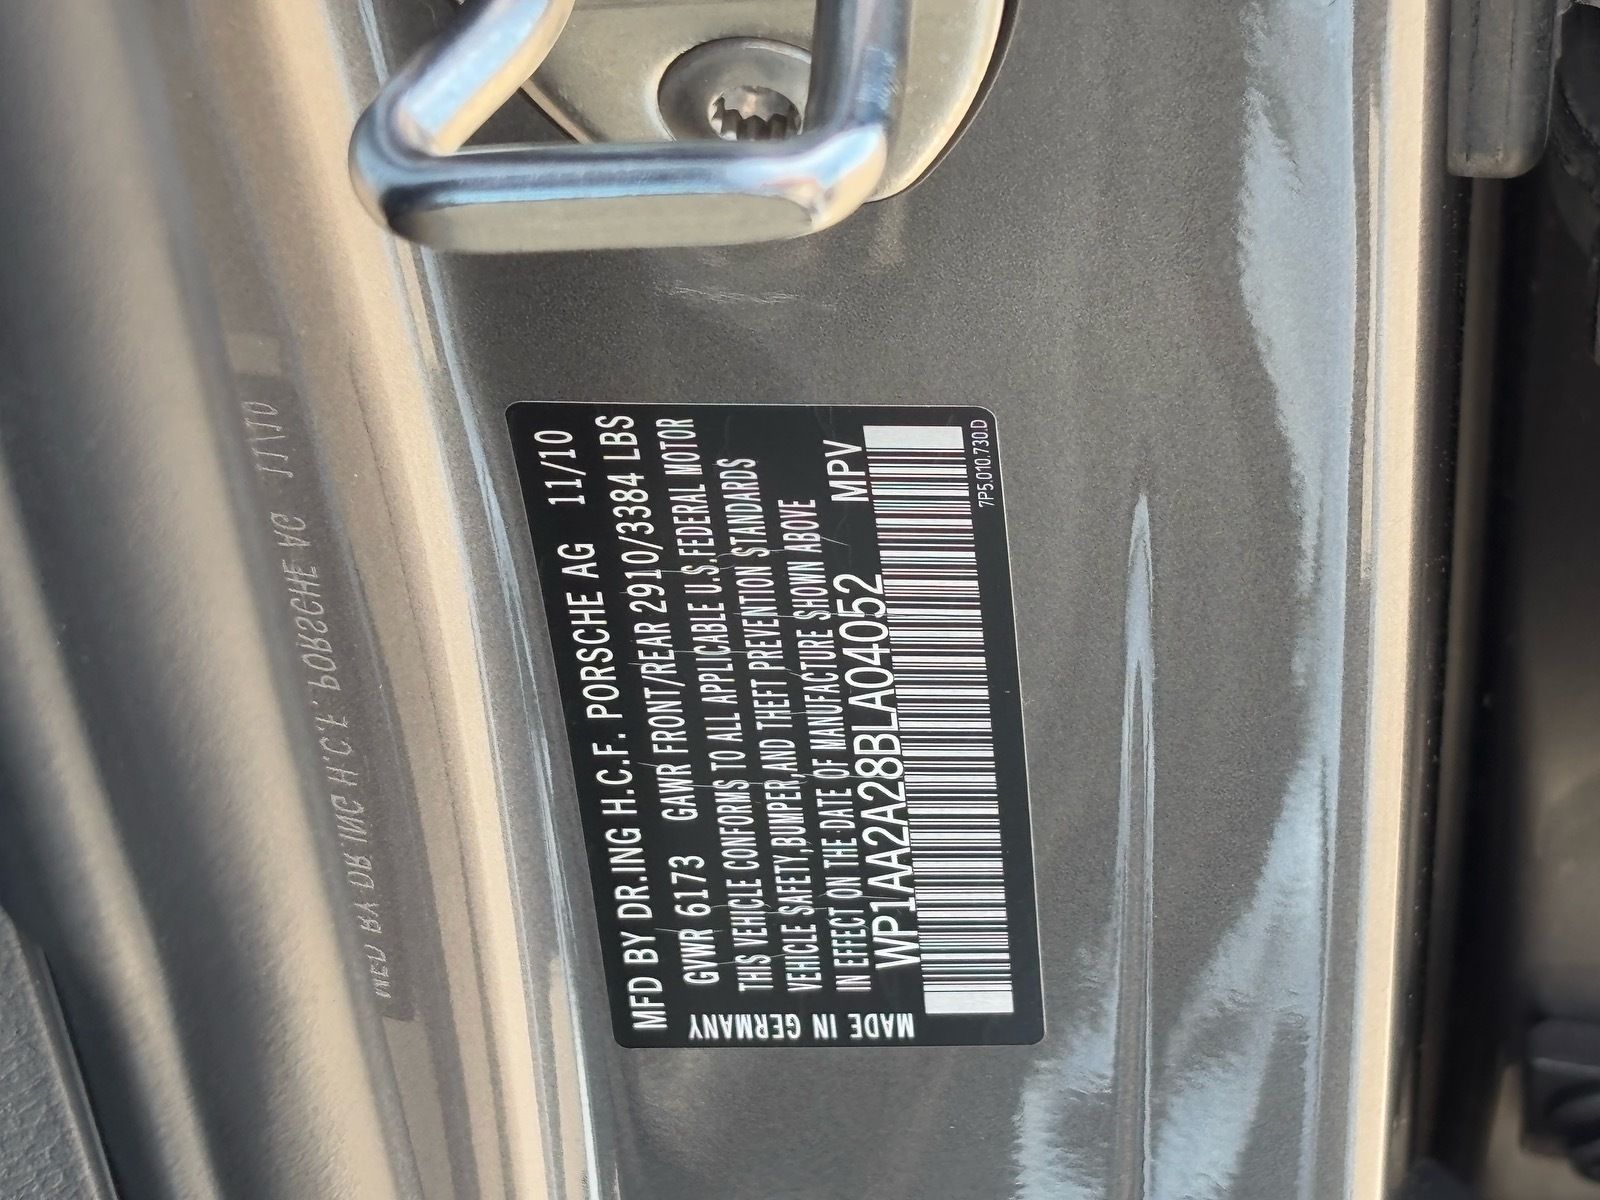 MFD BY DR.ING H.C.F. PORSCHE AG 11/10
GVWR 6173 GAWR FRONT/REAR 2910/3384 LBS
THIS VEHICLE CONFORMS TO ALL APPLICABLE U.S.FEDERAL MOTOR
VEHICLE SAFETY,BUMPER,AND THEFT PREVENTION STANDARDS
IN EFFECT ON THE DATE OF MANUFACTURE SHOWN ABOVE
WP1AA2A28BLA04052 MPV
MADE IN GERMANY
7P5.010.730.D